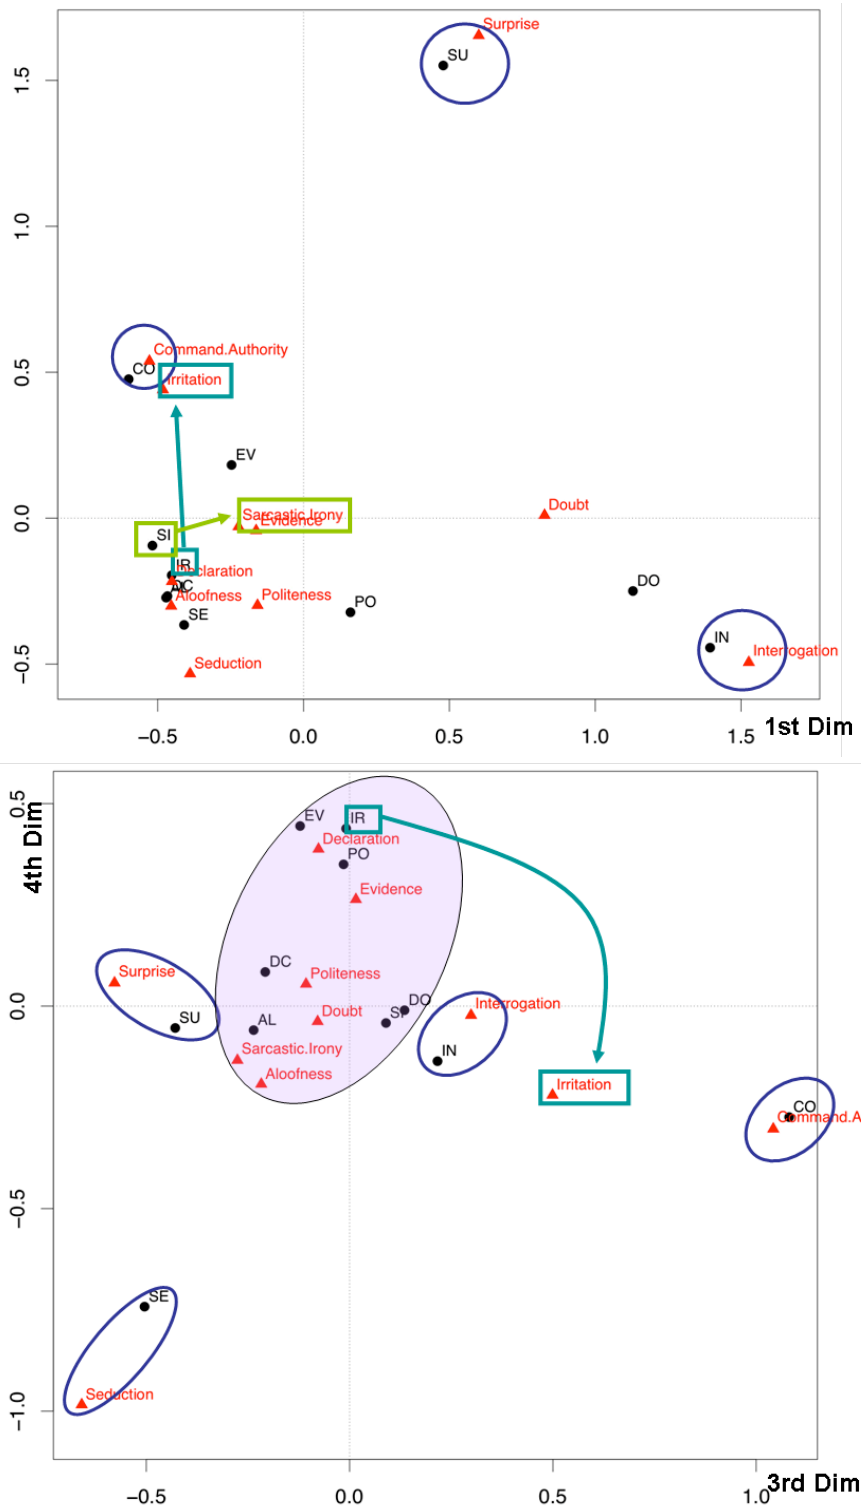 Surprise
SU
1.5
1.0
Command.Authority
CO
Irritation
0.5
EV
Sarcastic.Irony
Evidence
Doubt
0.0
SI
IR
Declaration
DC
Aloofness
Politeness
DO
PO
SE
IN
Interrogation
Seduction
−0.5
−0.5 0.0 0.5 1.0 1.5
1st Dim
4th Dim
0.5
EV
IR
Declaration
PO
Evidence
DC
Surprise
Politeness
DO
Interrogation
0.0
SU
AL
Doubt
SI
IN
Sarcastic.Irony
Aloofness
Irritation
CO
Command.A
−0.5
SE
Seduction
−1.0
−0.5 0.0 0.5 1.0
3rd Dim